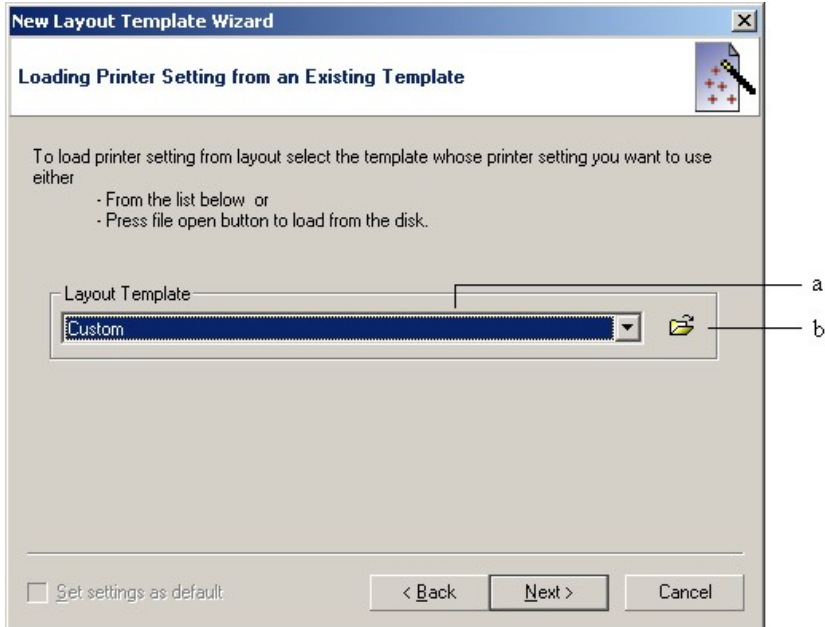 New Layout Template Wizard
Loading Printer Setting from an Existing Template
To load printer setting from layout select the template whose printer setting you want to use
either
- From the list below or
- Press file open button to load from the disk.
Layout Template
a
Custom
b
Set settings as default
< Back
Next >
Cancel